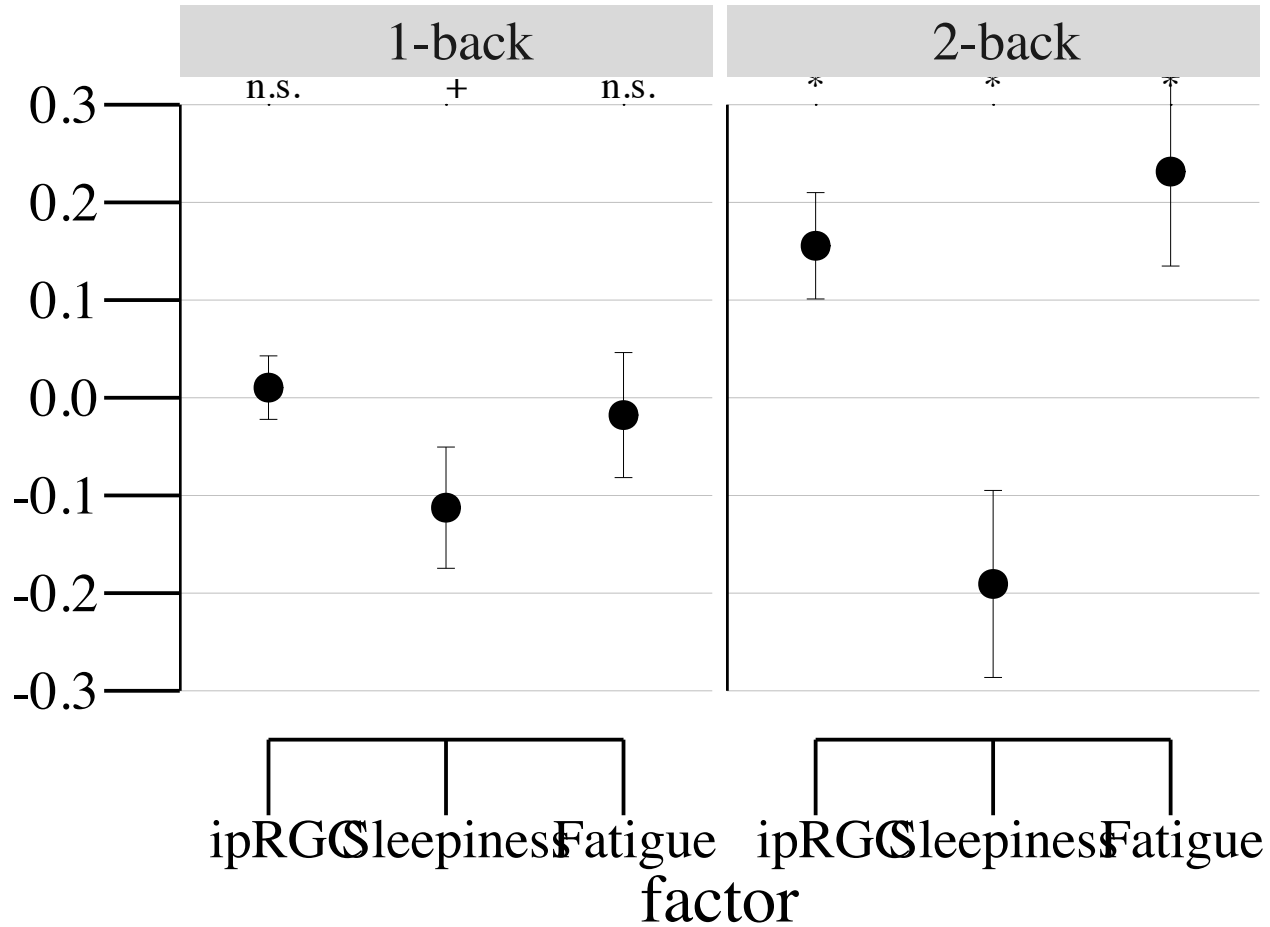 1-back 2-back
n.s. + n.s. * * *
0.3
0.2
0.1
0.0
-0.1
-0.2
-0.3
ipRGC Sleepiness Fatigue ipRGC Sleepiness Fatigue
factor